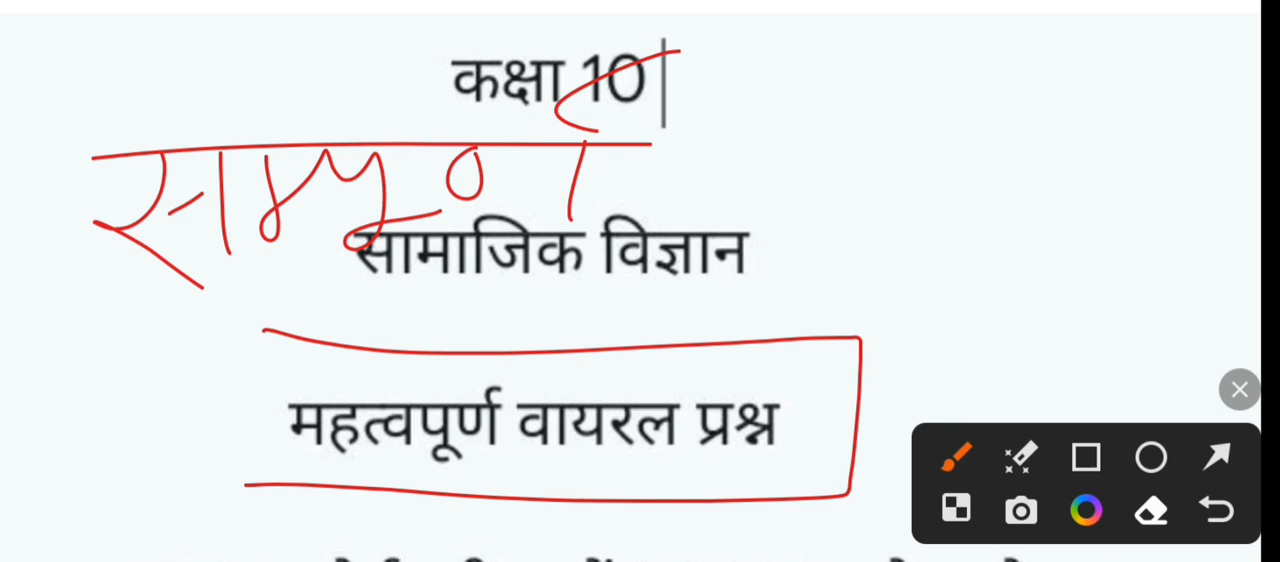 कक्षा 10
सम्पूर्ण
सामाजिक विज्ञान
महत्वपूर्ण वायरल प्रश्न